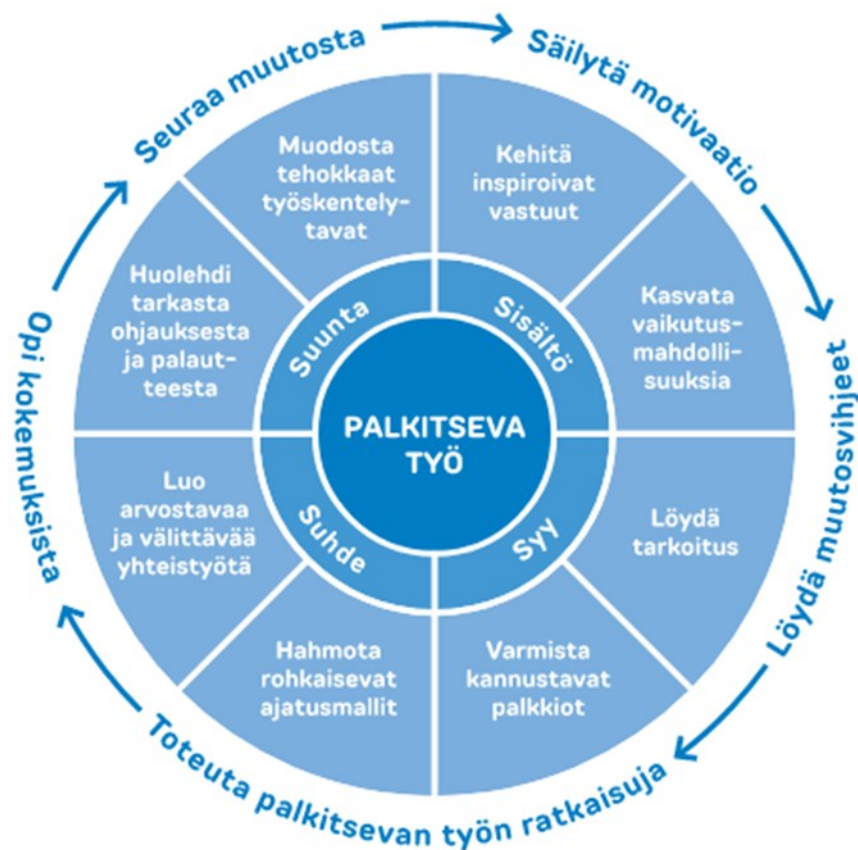 Seuraa muutosta
Säilytä motivaatio
Löydä muutosvihjeet
Toteuta palkitsevan työn ratkaisuja
Opi kokemuksista
Muodosta
tehokkaat
työskentely-
tavat
Kehitä
inspiroivat
vastuut
Kasvata
vaikutus-
mahdolli-
suuksia
Löydä
tarkoitus
Varmista
kannustavat
palkkiot
Hahmota
rohkaisevat
ajatusmallit
Luo
arvostavaa
ja välittävää
yhteistyötä
Huolehdi
tarkasta
ohjauksesta
ja palaut-
teesta
Suunta
Sisältö
Syy
Suhde
PALKITSEVA
TYÖ